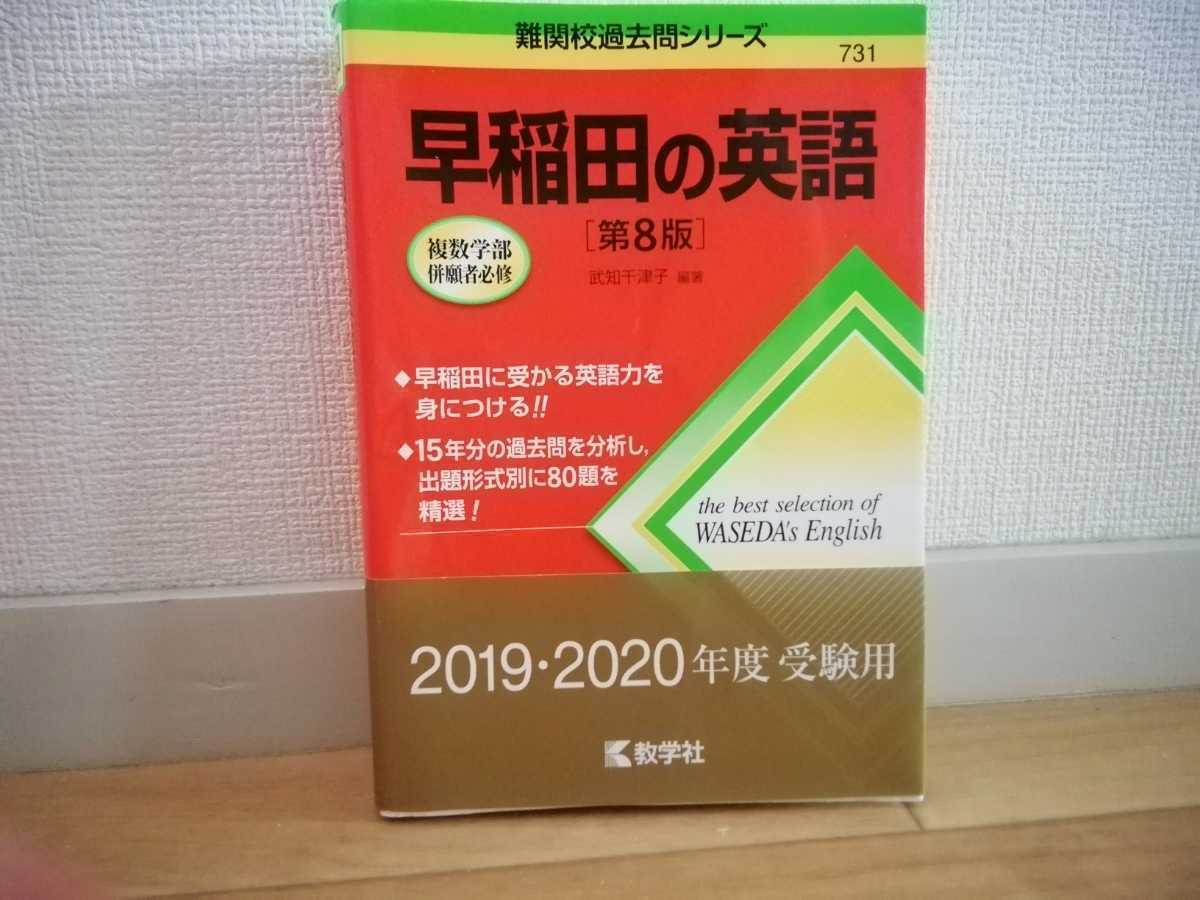 難関校過去問シリーズ
731
早稲田の英語
[第8版]
複数学部
併願者必修
武知千津子 編著
◆早稲田に受かる英語力を
身につける!!
◆15年分の過去問を分析し,
出題形式別に80題を
精選!
the best selection of
WASEDA's English
2019・2020年度 受験用
教学社